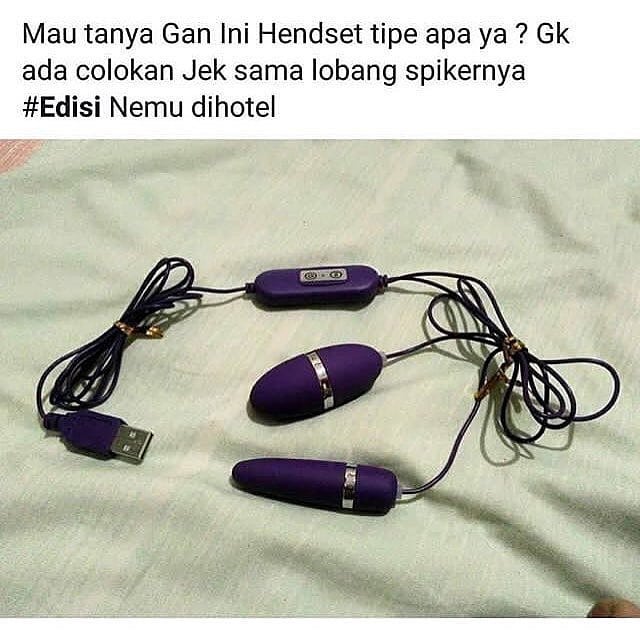 Mau tanya Gan Ini Hendset tipe apa ya ? Gk
ada colokan Jek sama lobang spikernya
#Edisi Nemu dihotel